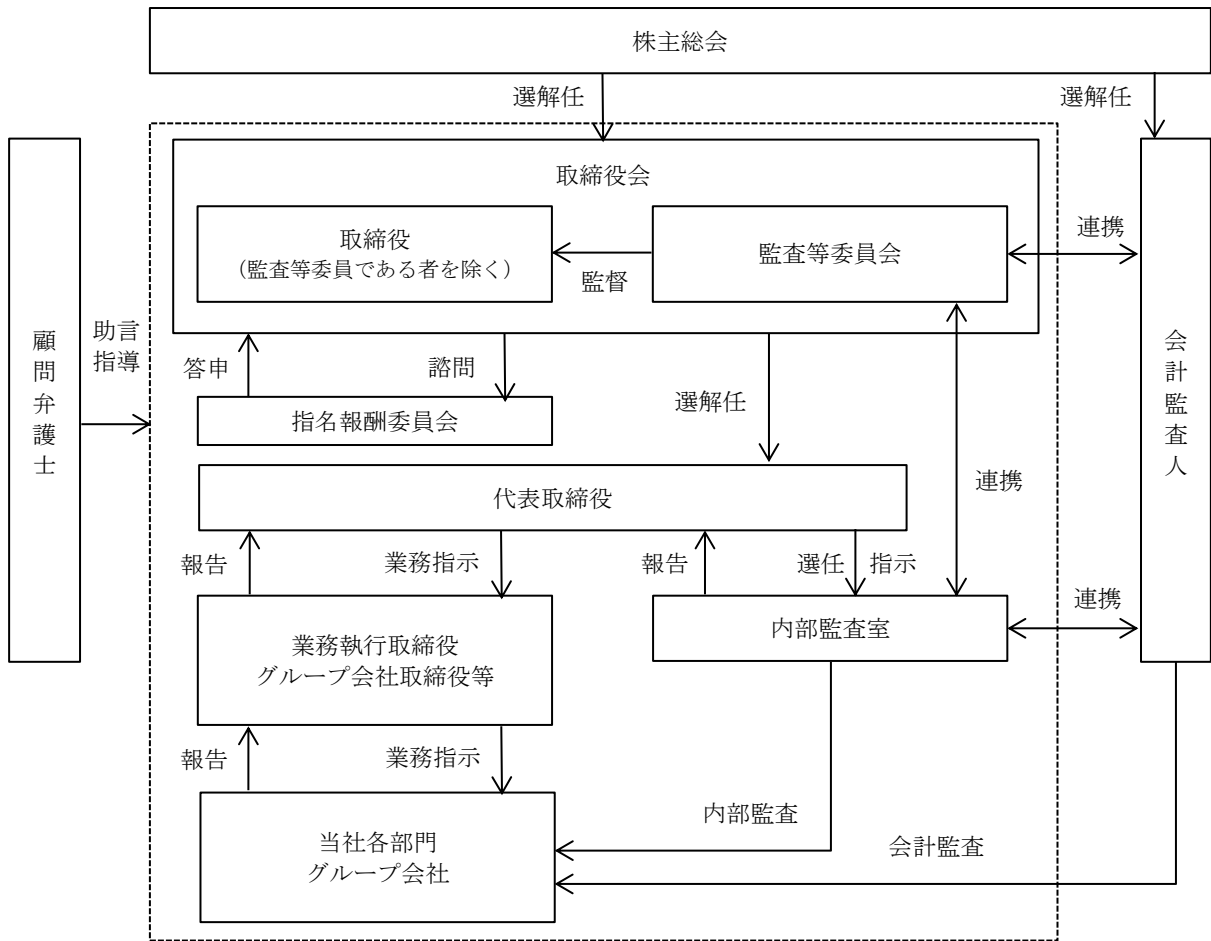 株主総会
選解任
選解任
取締役会
取締役
（監査等委員である者を除く）
監督
監査等委員会
連携
顧問弁護士
助言
指導
会計監査人
答申
諮問
選解任
指名報酬委員会
連携
代表取締役
報告
業務指示
報告
選任
指示
連携
業務執行取締役
グループ会社取締役等
内部監査室
報告
業務指示
内部監査
会計監査
当社各部門
グループ会社